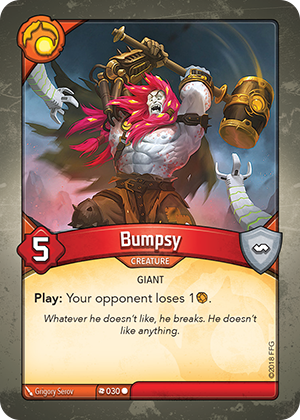 Bumpsy
5
CREATURE
GIANT
Play: Your opponent loses 1.
Whatever he doesn't like, he breaks. He doesn't
like anything.
Grigory Serov
030
©2018 FFG